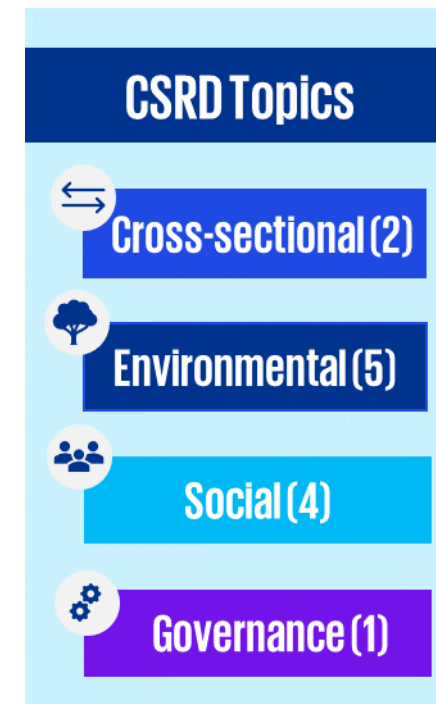 CSRD Topics
Cross-sectional (2)
Environmental (5)
Social (4)
Governance (1)